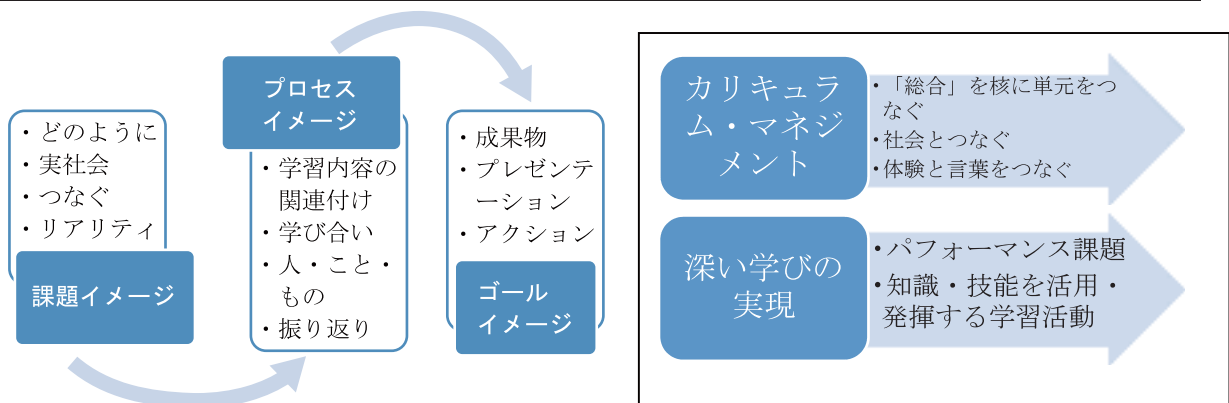 ・どのように
・実社会
・つなぐ
・リアリティ
課題イメージ
プロセス
イメージ
・学習内容の
関連付け
・学び合い
・人・こと・
もの
・振り返り
・成果物
・プレゼンテ
ーション
・アクション
ゴール
イメージ
カリキュラ
ム・マネジ
メント
・「総合」を核に単元をつ
なぐ
・社会とつなぐ
・体験と言葉をつなぐ
深い学びの
実現
・パフォーマンス課題
・知識・技能を活用・
発揮する学習活動